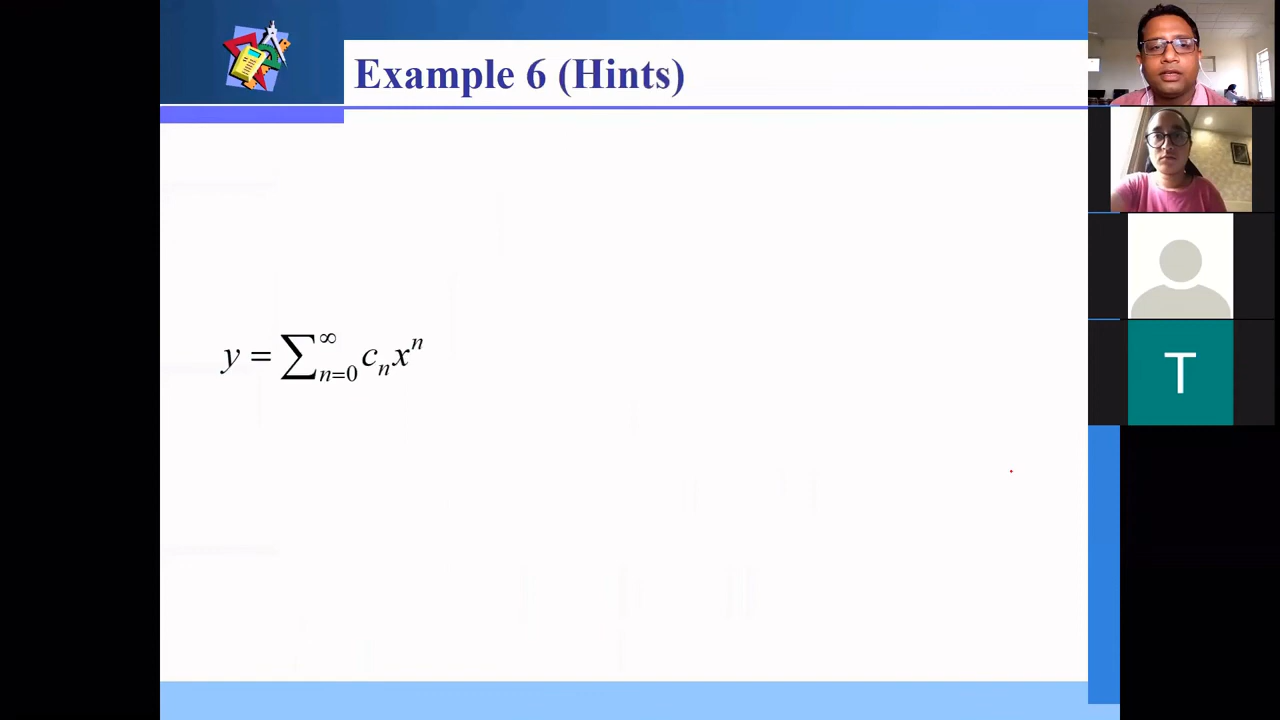 Example 6 (Hints)
y = ∑_{n=0}^{∞} c_n x^n
T